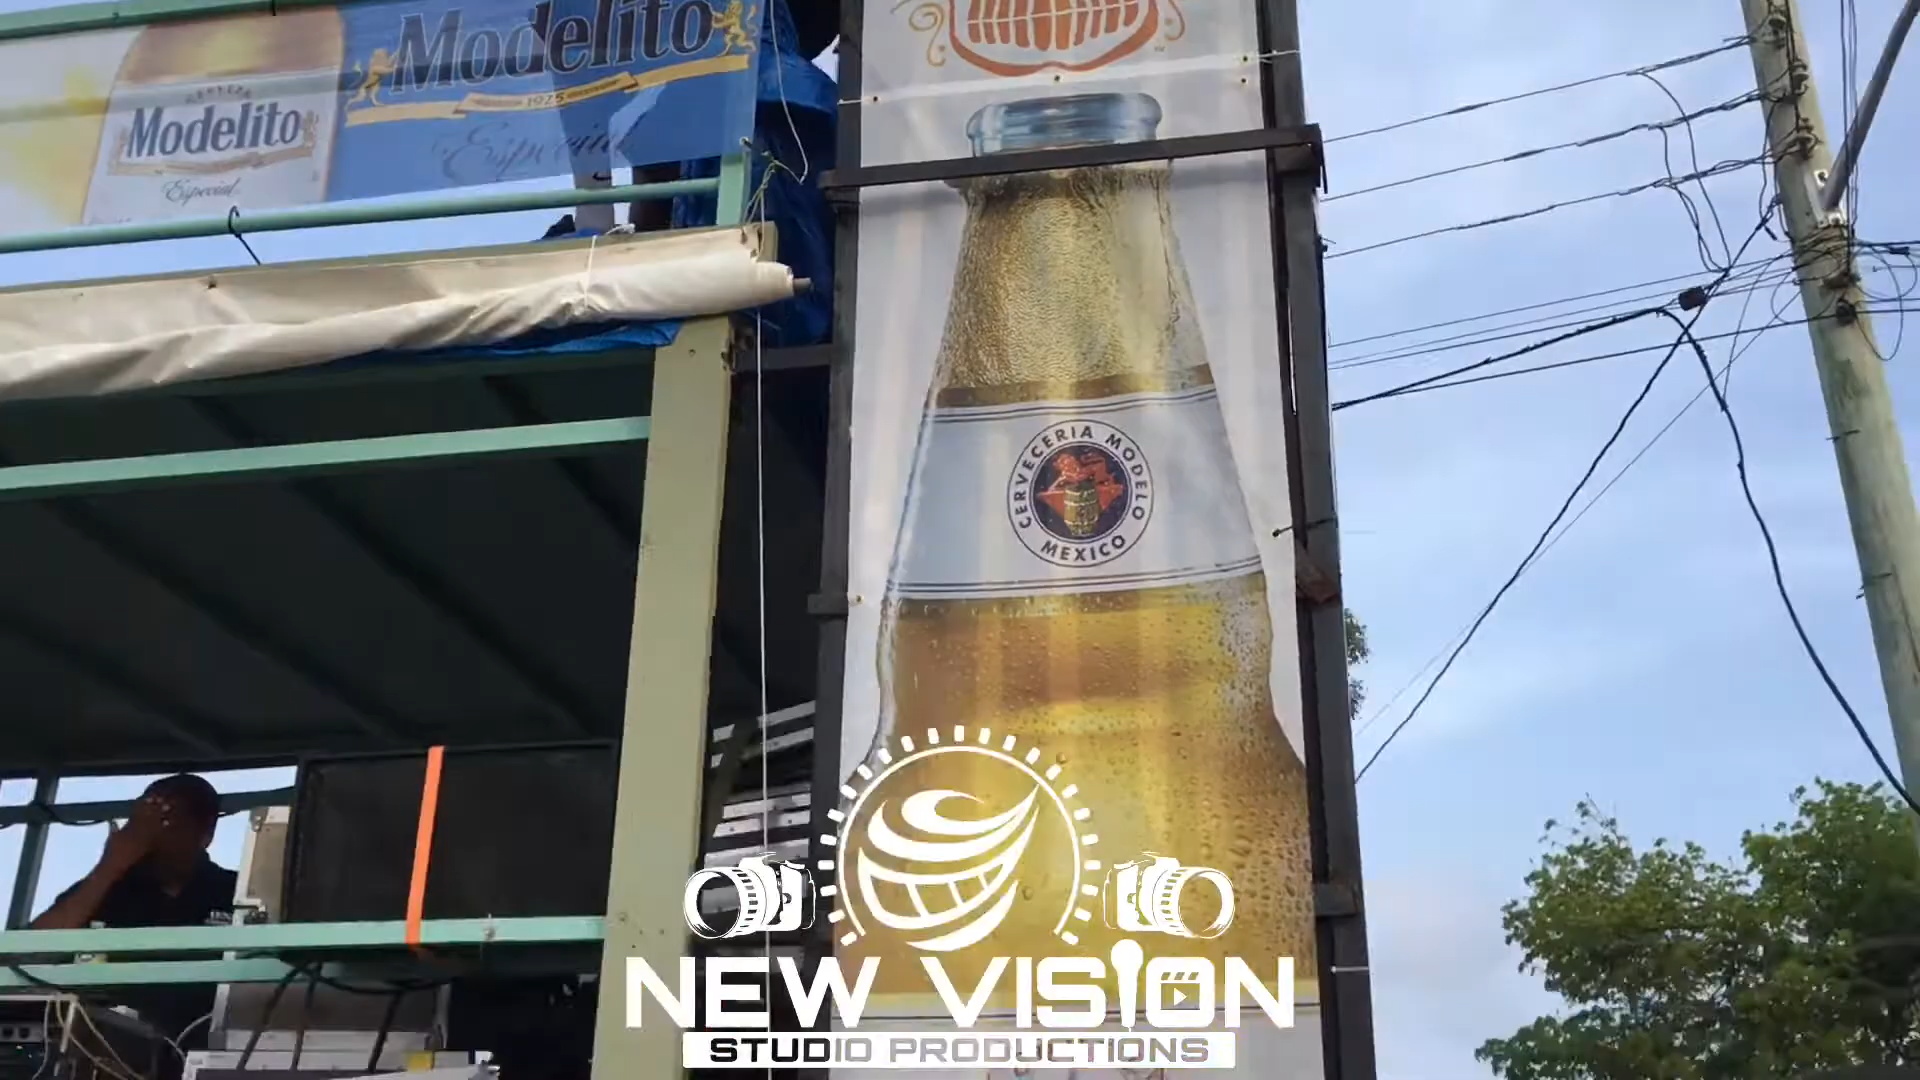 Modelito
1925
Especial
CERVEZA
Modelito
Especial
CERVECERIA MODELO
MEXICO
NEW VISION
STUDIO PRODUCTIONS